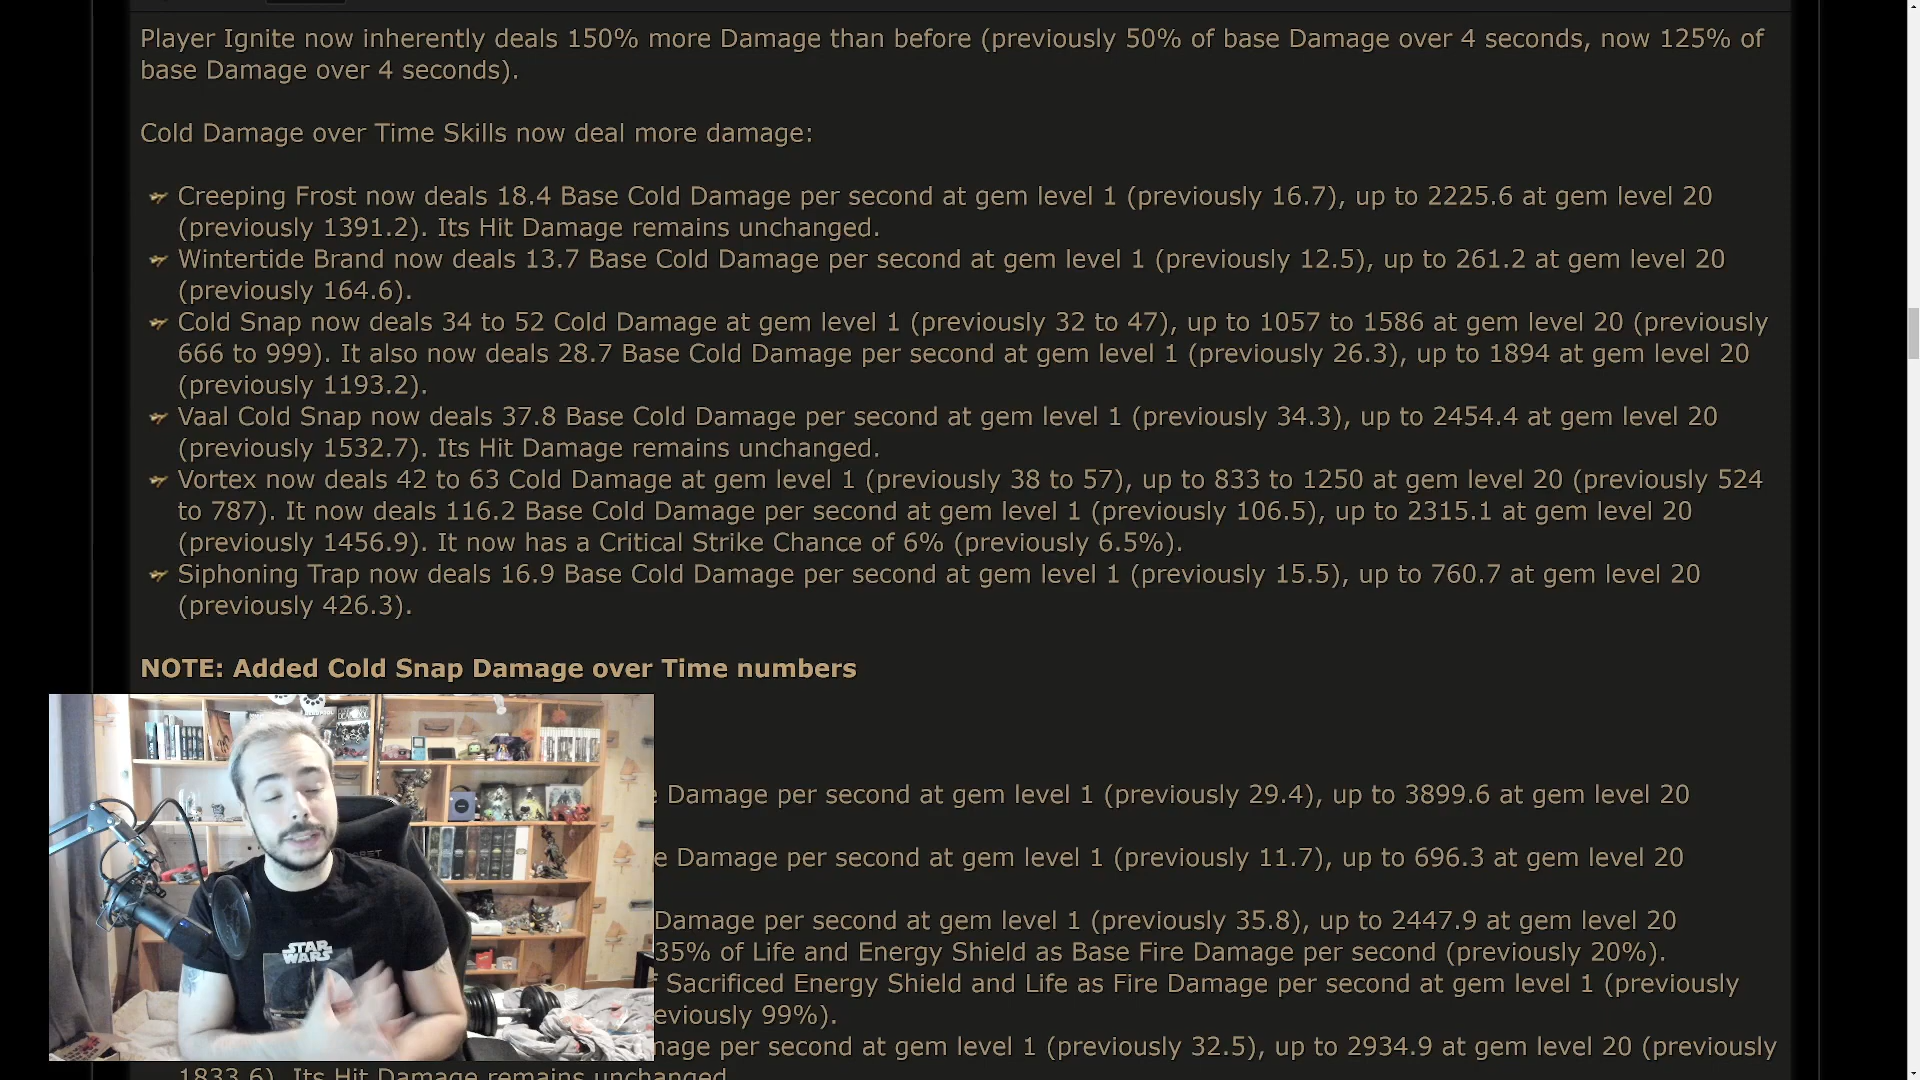 Player Ignite now inherently deals 150% more Damage than before (previously 50% of base Damage over 4 seconds, now 125% of
base Damage over 4 seconds).
Cold Damage over Time Skills now deal more damage:
Creeping Frost now deals 18.4 Base Cold Damage per second at gem level 1 (previously 16.7), up to 2225.6 at gem level 20
(previously 1391.2). Its Hit Damage remains unchanged.
Wintertide Brand now deals 13.7 Base Cold Damage per second at gem level 1 (previously 12.5), up to 261.2 at gem level 20
(previously 164.6).
Cold Snap now deals 34 to 52 Cold Damage at gem level 1 (previously 32 to 47), up to 1057 to 1586 at gem level 20 (previously
666 to 999). It also now deals 28.7 Base Cold Damage per second at gem level 1 (previously 26.3), up to 1894 at gem level 20
(previously 1193.2).
Vaal Cold Snap now deals 37.8 Base Cold Damage per second at gem level 1 (previously 34.3), up to 2454.4 at gem level 20
(previously 1532.7). Its Hit Damage remains unchanged.
Vortex now deals 42 to 63 Cold Damage at gem level 1 (previously 38 to 57), up to 833 to 1250 at gem level 20 (previously 524
to 787). It now deals 116.2 Base Cold Damage per second at gem level 1 (previously 106.5), up to 2315.1 at gem level 20
(previously 1456.9). It now has a Critical Strike Chance of 6% (previously 6.5%).
Siphoning Trap now deals 16.9 Base Cold Damage per second at gem level 1 (previously 15.5), up to 760.7 at gem level 20
(previously 426.3).
NOTE: Added Cold Snap Damage over Time numbers
Damage per second at gem level 1 (previously 29.4), up to 3899.6 at gem level 20
Damage per second at gem level 1 (previously 11.7), up to 696.3 at gem level 20
Damage per second at gem level 1 (previously 35.8), up to 2447.9 at gem level 20
35% of Life and Energy Shield as Base Fire Damage per second (previously 20%).
Sacrificed Energy Shield and Life as Fire Damage per second at gem level 1 (previously
99%).
per second at gem level 1 (previously 32.5), up to 2934.9 at gem level 20 (previously
1833.6). Its Hit Damage remains unchanged.
STAR
WARS